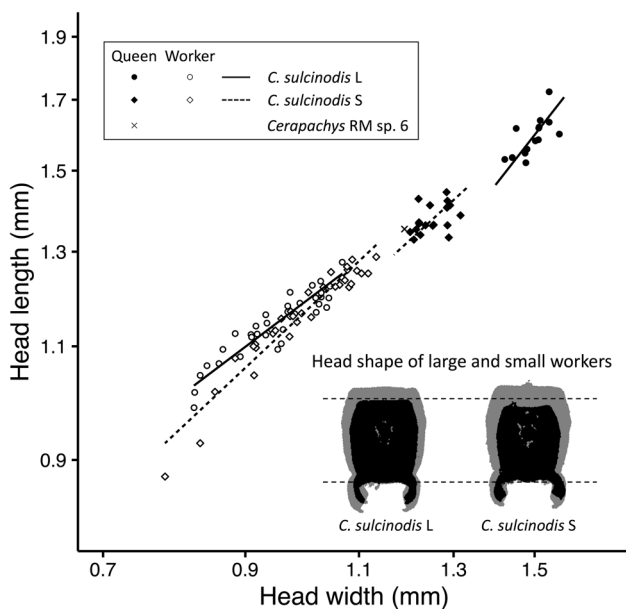 1.9
1.7
1.5
1.3
1.1
0.9
Head length (mm)
Queen Worker
C. sulcinodis L
C. sulcinodis S
Cerapachys RM sp. 6
Head shape of large and small workers
C. sulcinodis L C. sulcinodis S
0.7 0.9 1.1 1.3 1.5
Head width (mm)